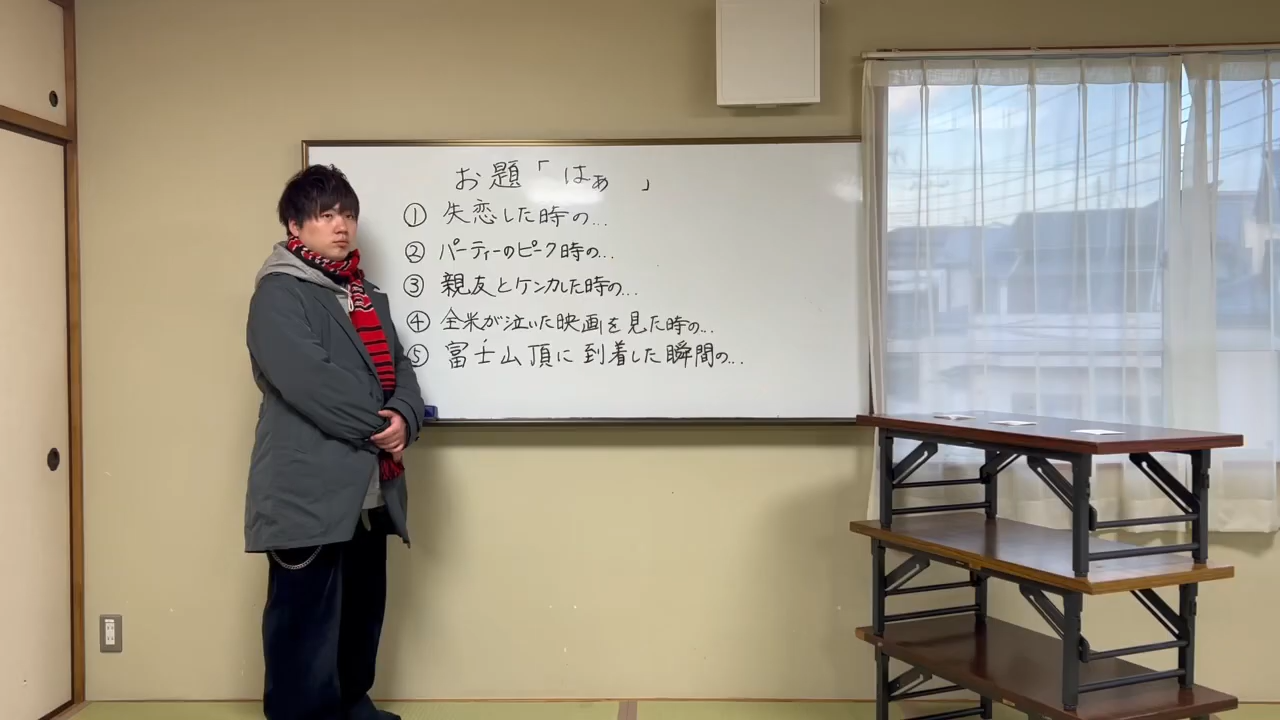 お題「はぁ 」
① 失恋した時の...
② パーティーのピーク時の...
③ 親友とケンカした時の...
④ 全米が泣いた映画を見た時の...
⑤ 富士山頂に到着した瞬間の...